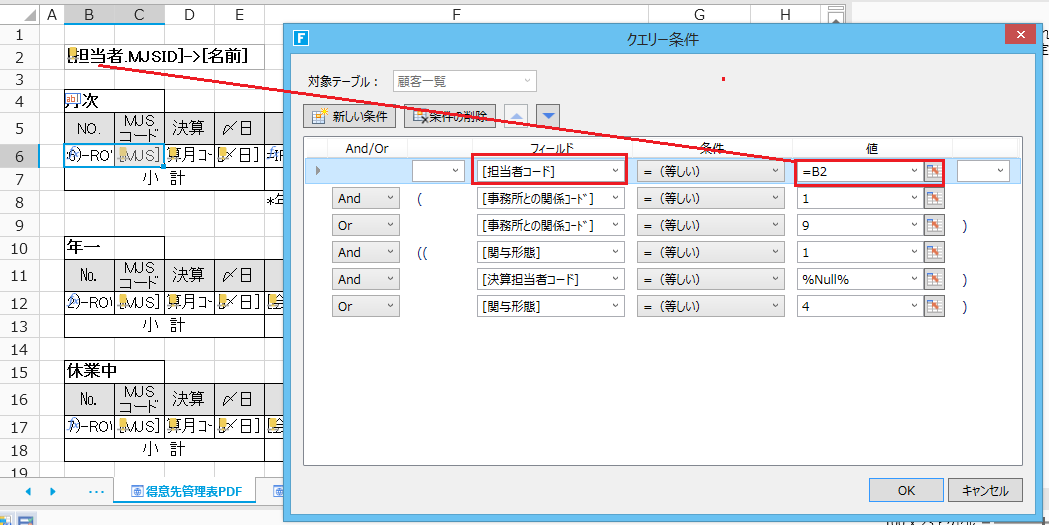 A B C D E F G H
1
2 [担当者.MJSID]->[名前]
3
4 月次
5 NO. MJSコード 決算 〆日
6 MJS] 算月コ 〆日]
7 小 計
8
9
10 年一
11 No. MJSコード 決算 〆日
12 MJS] 算月コ 〆日]
13 小 計
14
15 休業中
16 No. MJSコード 決算 〆日
17 MJS] 算月コ 〆日]
18 小 計
19
... 得意先管理表PDF
クエリー条件
対象テーブル： 顧客一覧
新しい条件 条件の削除
And/Or フィールド 条件 値
[担当者コード] =（等しい） =B2
And ( [事務所との関係ｺｰﾄﾞ] =（等しい） 1
Or [事務所との関係ｺｰﾄﾞ] =（等しい） 9 )
And (( [関与形態] =（等しい） 1
And [決算担当者コード] =（等しい） %Null% )
Or [関与形態] =（等しい） 4 )
OK キャンセル